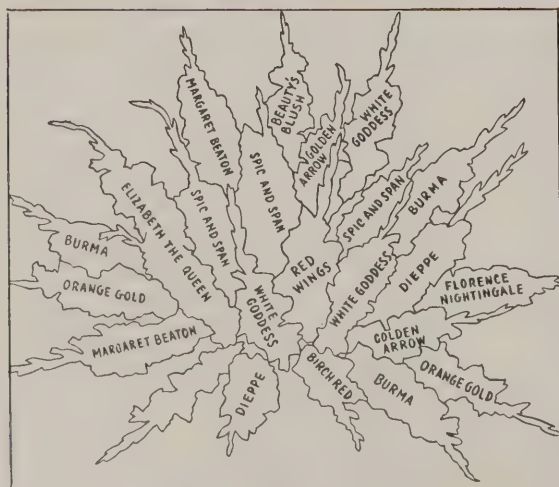 MARGARET BEATON
BEAUTY'S
BLUSH
GOLDEN
ARROW
WHITE
GODDESS
SPIC AND SPAN
SPIC AND SPAN
SPIC AND SPAN
BURMA
ELIZABETH THE QUEEN
BURMA
RED
WINGS
WHITE GODDESS
DIEPPE
ORANGE GOLD
WHITE
GODDESS
FLORENCE
NIGHTINGALE
MARGARET BEATON
GOLDEN
ARROW
ORANGE GOLD
DIEPPE
BIRCH RED
BURMA